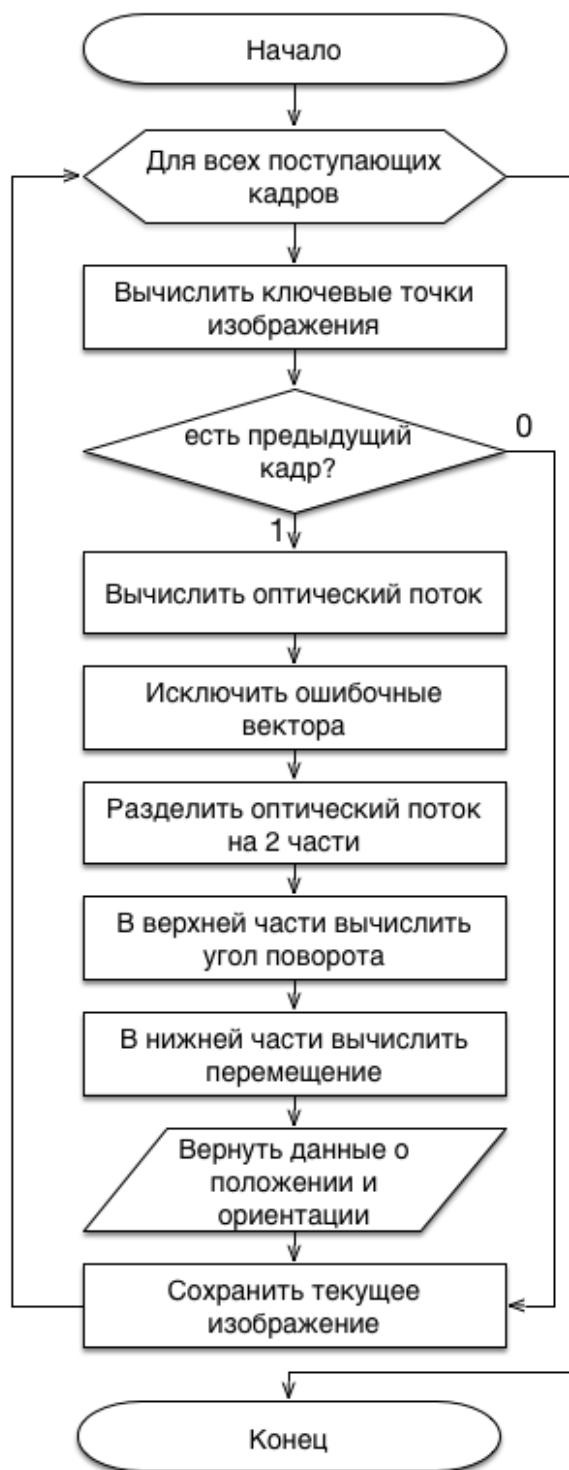 Начало
Для всех поступающих
кадров
Вычислить ключевые точки
изображения
есть предыдущий
кадр?
0
1
Вычислить оптический поток
Исключить ошибочные
вектора
Разделить оптический поток
на 2 части
В верхней части вычислить
угол поворота
В нижней части вычислить
перемещение
Вернуть данные о
положении и
ориентации
Сохранить текущее
изображение
Конец